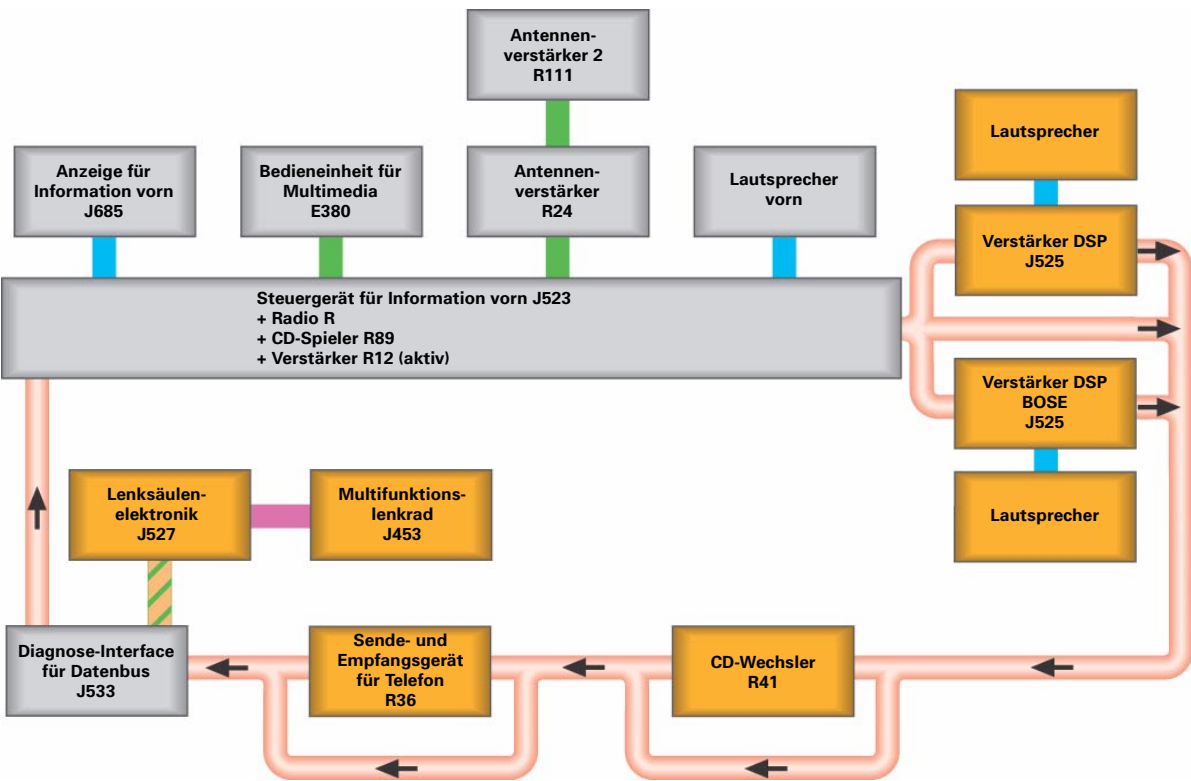 Antennen-
verstärker 2
R111
Anzeige für
Information vorn
J685
Bedieneinheit für
Multimedia
E380
Antennen-
verstärker
R24
Lautsprecher
vorn
Lautsprecher
Verstärker DSP
J525
Steuergerät für Information vorn J523
+ Radio R
+ CD-Spieler R89
+ Verstärker R12 (aktiv)
Verstärker DSP
BOSE
J525
Lautsprecher
Lenksäulen-
elektronik
J527
Multifunktions-
lenkrad
J453
Diagnose-Interface
für Datenbus
J533
Sende- und
Empfangsgerät
für Telefon
R36
CD-Wechsler
R41